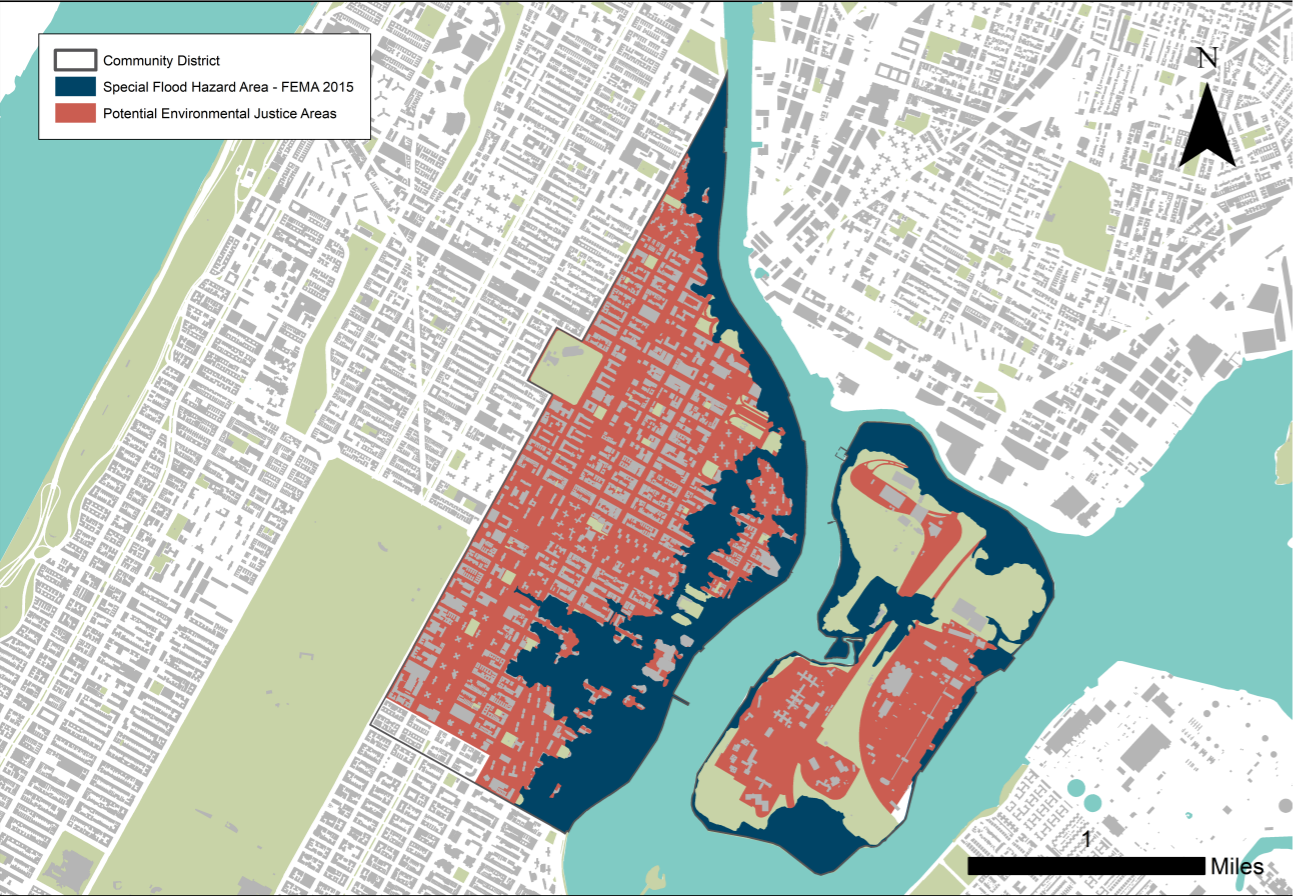 Community District
Special Flood Hazard Area - FEMA 2015
Potential Environmental Justice Areas
N
1
Miles